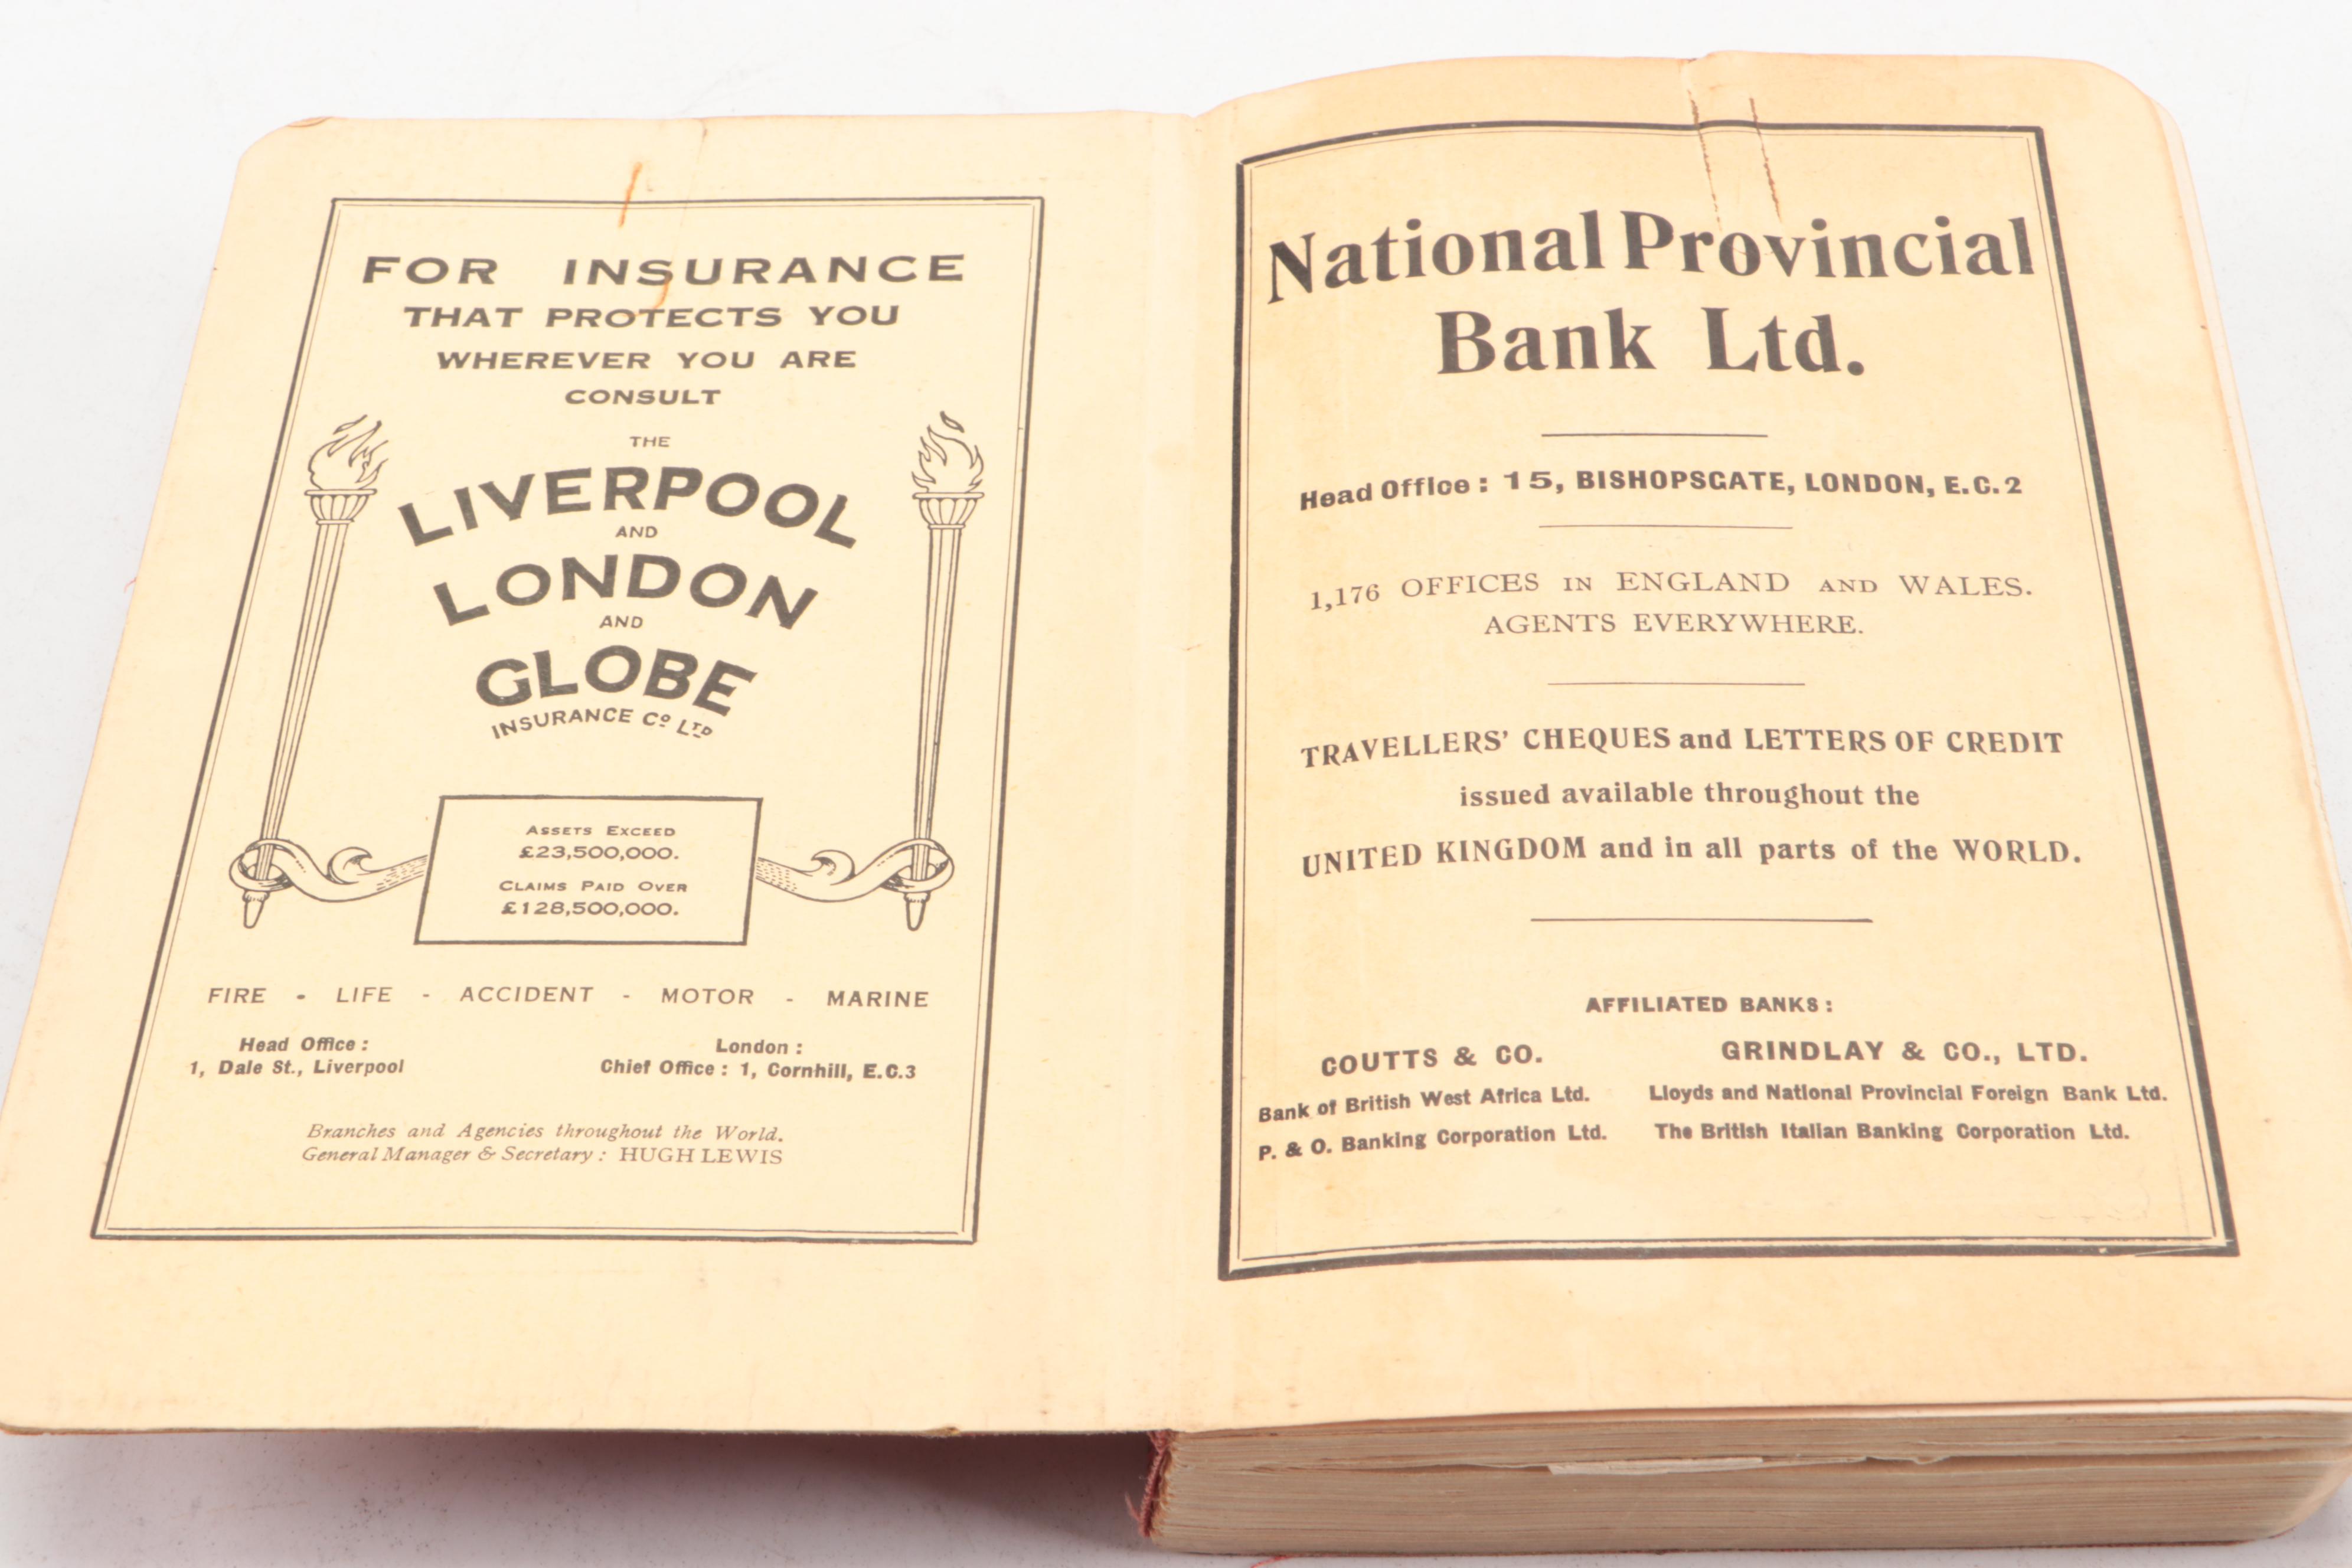 FOR INSURANCE
THAT PROTECTS YOU
WHEREVER YOU ARE
CONSULT
THE
LIVERPOOL
AND
LONDON
AND
GLOBE
INSURANCE Cº LTD
ASSETS EXCEED
£23,500,000.
CLAIMS PAID OVER
£128,500,000.
FIRE - LIFE - ACCIDENT - MOTOR - MARINE
Head Office :
1, Dale St., Liverpool
London :
Chief Office : 1, Cornhill, E.C.3
Branches and Agencies throughout the World.
General Manager & Secretary : HUGH LEWIS
National Provincial
Bank Ltd.
Head Office : 15, BISHOPSGATE, LONDON, E.C.2
1,176 OFFICES IN ENGLAND AND WALES.
AGENTS EVERYWHERE.
TRAVELLERS' CHEQUES and LETTERS OF CREDIT
issued available throughout the
UNITED KINGDOM and in all parts of the WORLD.
AFFILIATED BANKS :
COUTTS & CO.
GRINDLAY & CO., LTD.
Bank of British West Africa Ltd.
Lloyds and National Provincial Foreign Bank Ltd.
P. & O. Banking Corporation Ltd.
The British Italian Banking Corporation Ltd.